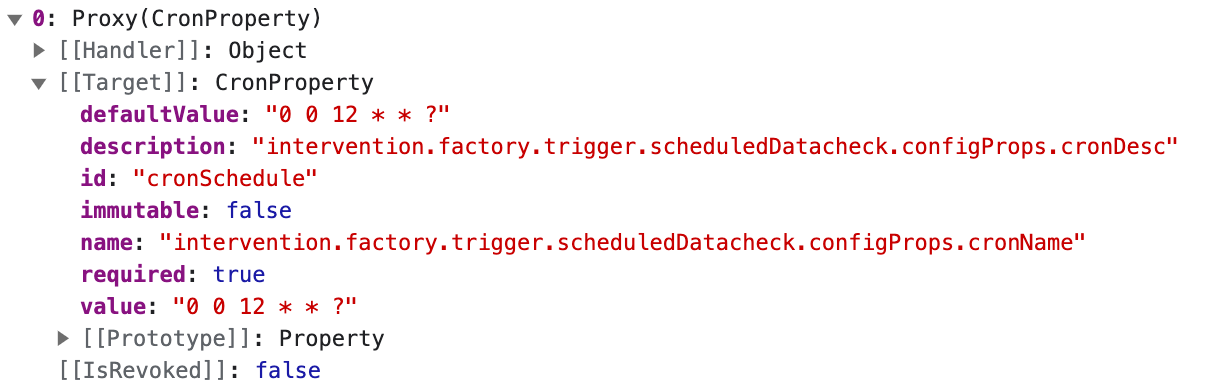 ▼ 0: Proxy(CronProperty)
▶ [[Handler]]: Object
▼ [[Target]]: CronProperty
defaultValue: "0 0 12 * * ?"
description: "intervention.factory.trigger.scheduledDatacheck.configProps.cronDesc"
id: "cronSchedule"
immutable: false
name: "intervention.factory.trigger.scheduledDatacheck.configProps.cronName"
required: true
value: "0 0 12 * * ?"
▶ [[Prototype]]: Property
[[IsRevoked]]: false